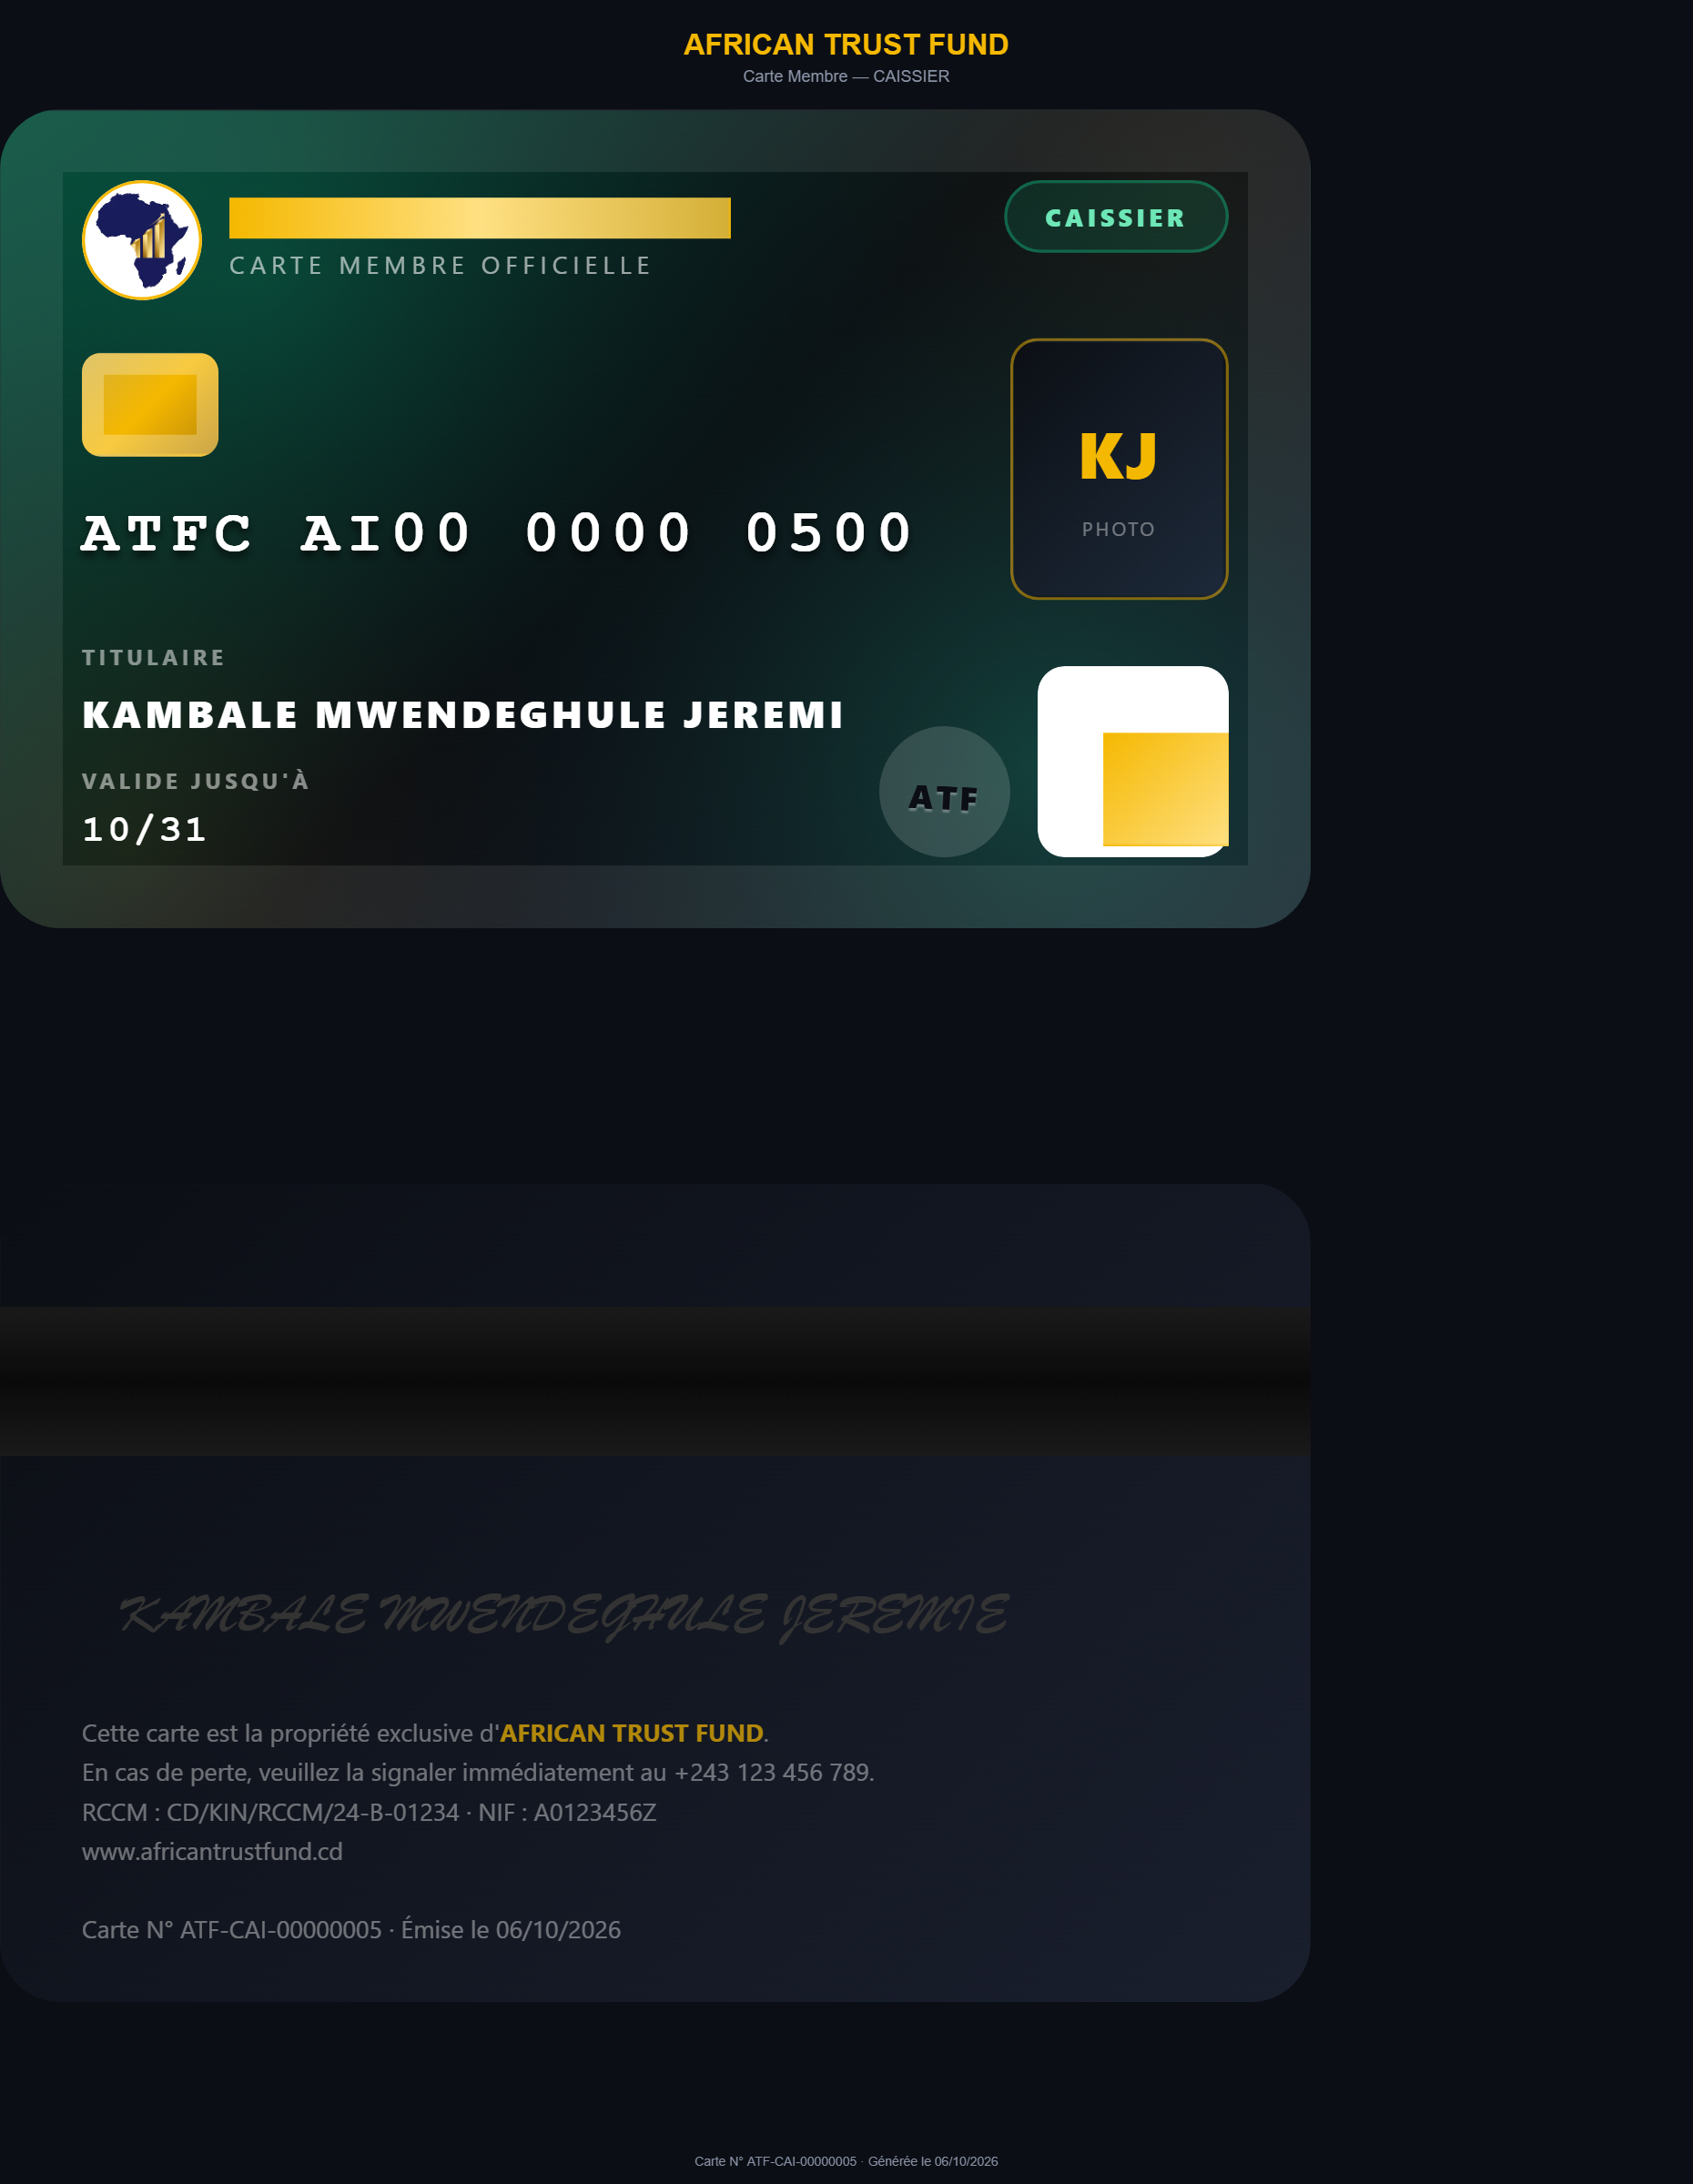 AFRICAN TRUST FUND
Carte Membre — CAISSIER
CARTE MEMBRE OFFICIELLE
CAISSIER
KJ
PHOTO
ATFC AI00 0000 0500
TITULAIRE
KAMBALE MWENDEGHULE JEREMI
VALIDE JUSQU'À
10/31
ATF
KAMBALE MWENDEGHULE JEREMIE
Cette carte est la propriété exclusive d'AFRICAN TRUST FUND.
En cas de perte, veuillez la signaler immédiatement au +243 123 456 789.
RCCM : CD/KIN/RCCM/24-B-01234 · NIF : A0123456Z
www.africantrustfund.cd
Carte N° ATF-CAI-00000005 · Émise le 06/10/2026
Carte N° ATF-CAI-00000005 · Générée le 06/10/2026